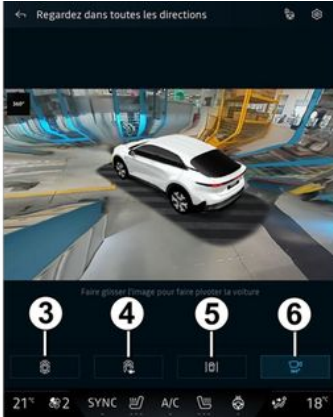 Regardez dans toutes les directions
360°
Faire glisser l'image pour faire pivoter la voiture
3 4 5 6
360°
21° 2 SYNC A/C 18°